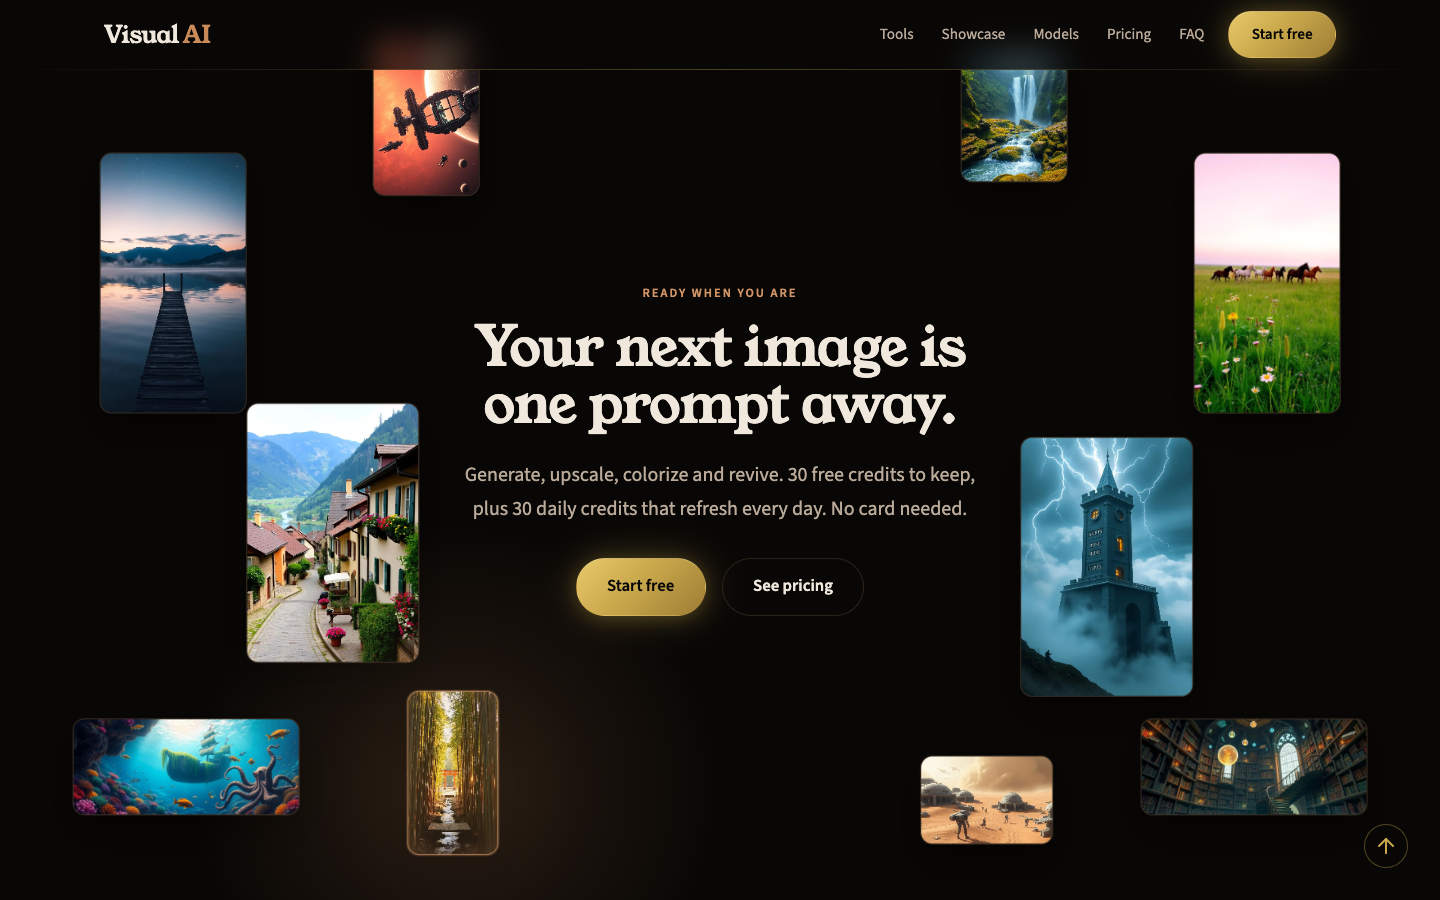 Visual AI
Tools
Showcase
Models
Pricing
FAQ
Start free
READY WHEN YOU ARE
Your next image is
one prompt away.
Generate, upscale, colorize and revive. 30 free credits to keep,
plus 30 daily credits that refresh every day. No card needed.
Start free
See pricing